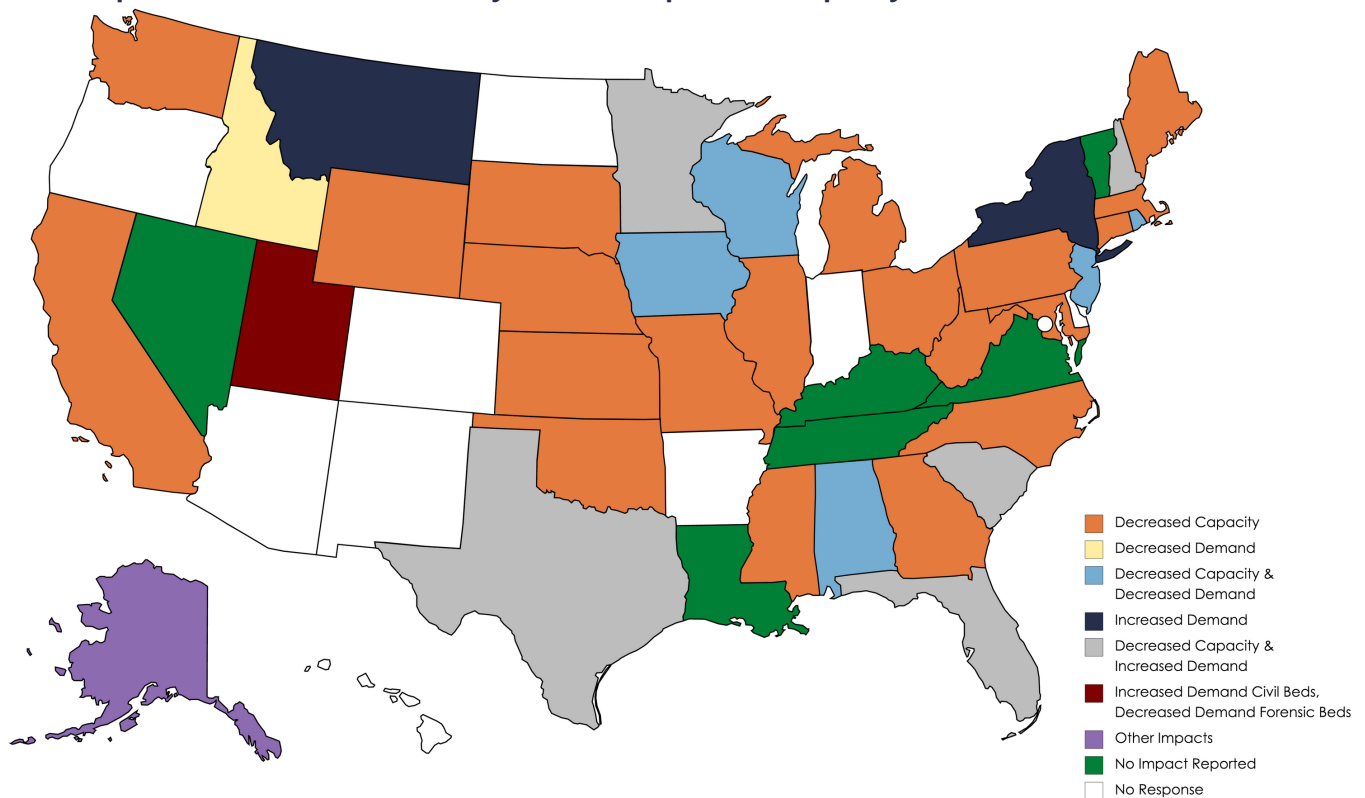 Decreased Capacity
Decreased Demand
Decreased Capacity &
Decreased Demand
Increased Demand
Decreased Capacity &
Increased Demand
Increased Demand Civil Beds,
Decreased Demand Forensic Beds
Other Impacts
No Impact Reported
No Response